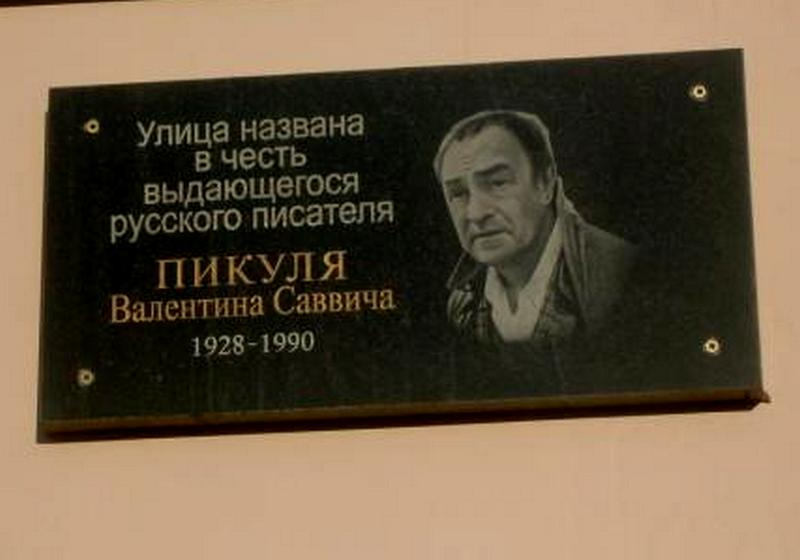 Улица названа
в честь
выдающегося
русского писателя
ПИКУЛЯ
Валентина Саввича
1928-1990